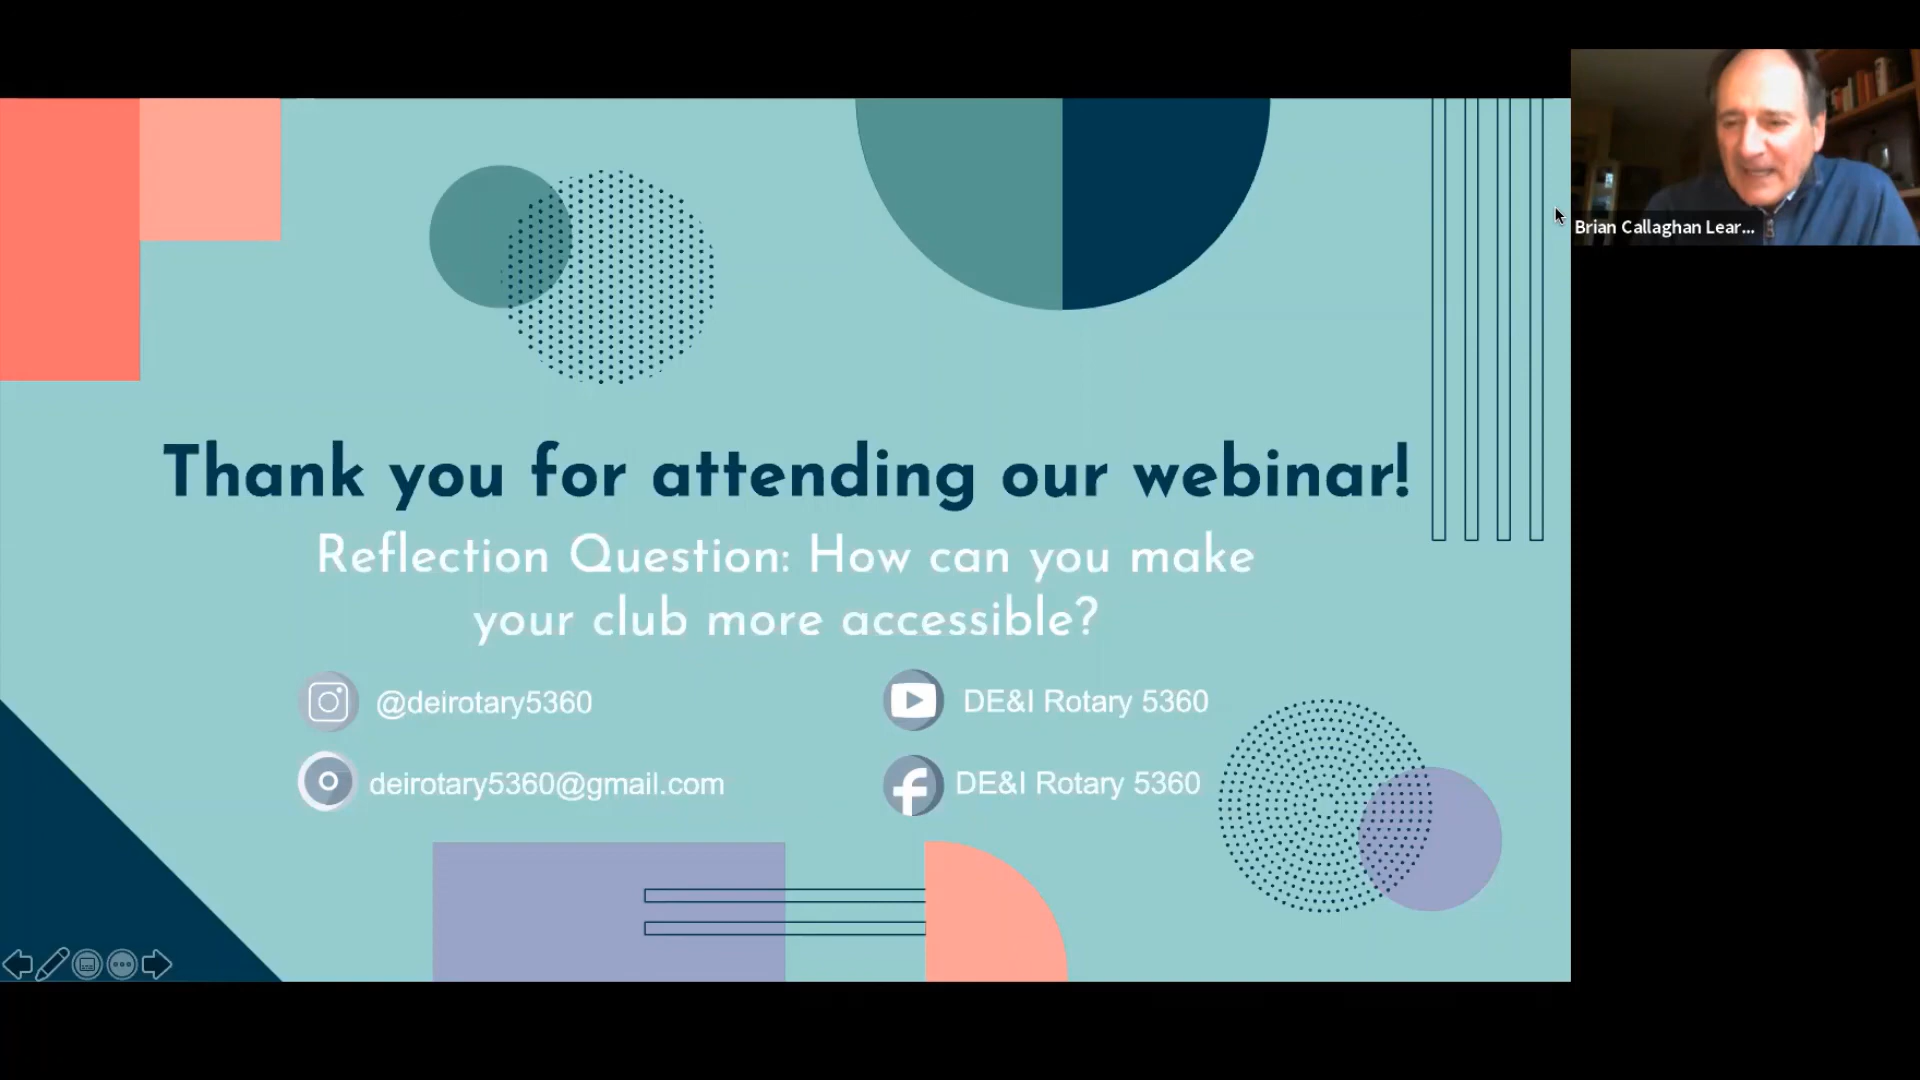 Thank you for attending our webinar!
Reflection Question: How can you make
your club more accessible?
@deirotary5360
DE&I Rotary 5360
deirotary5360@gmail.com
DE&I Rotary 5360
Brian Callaghan Lear...